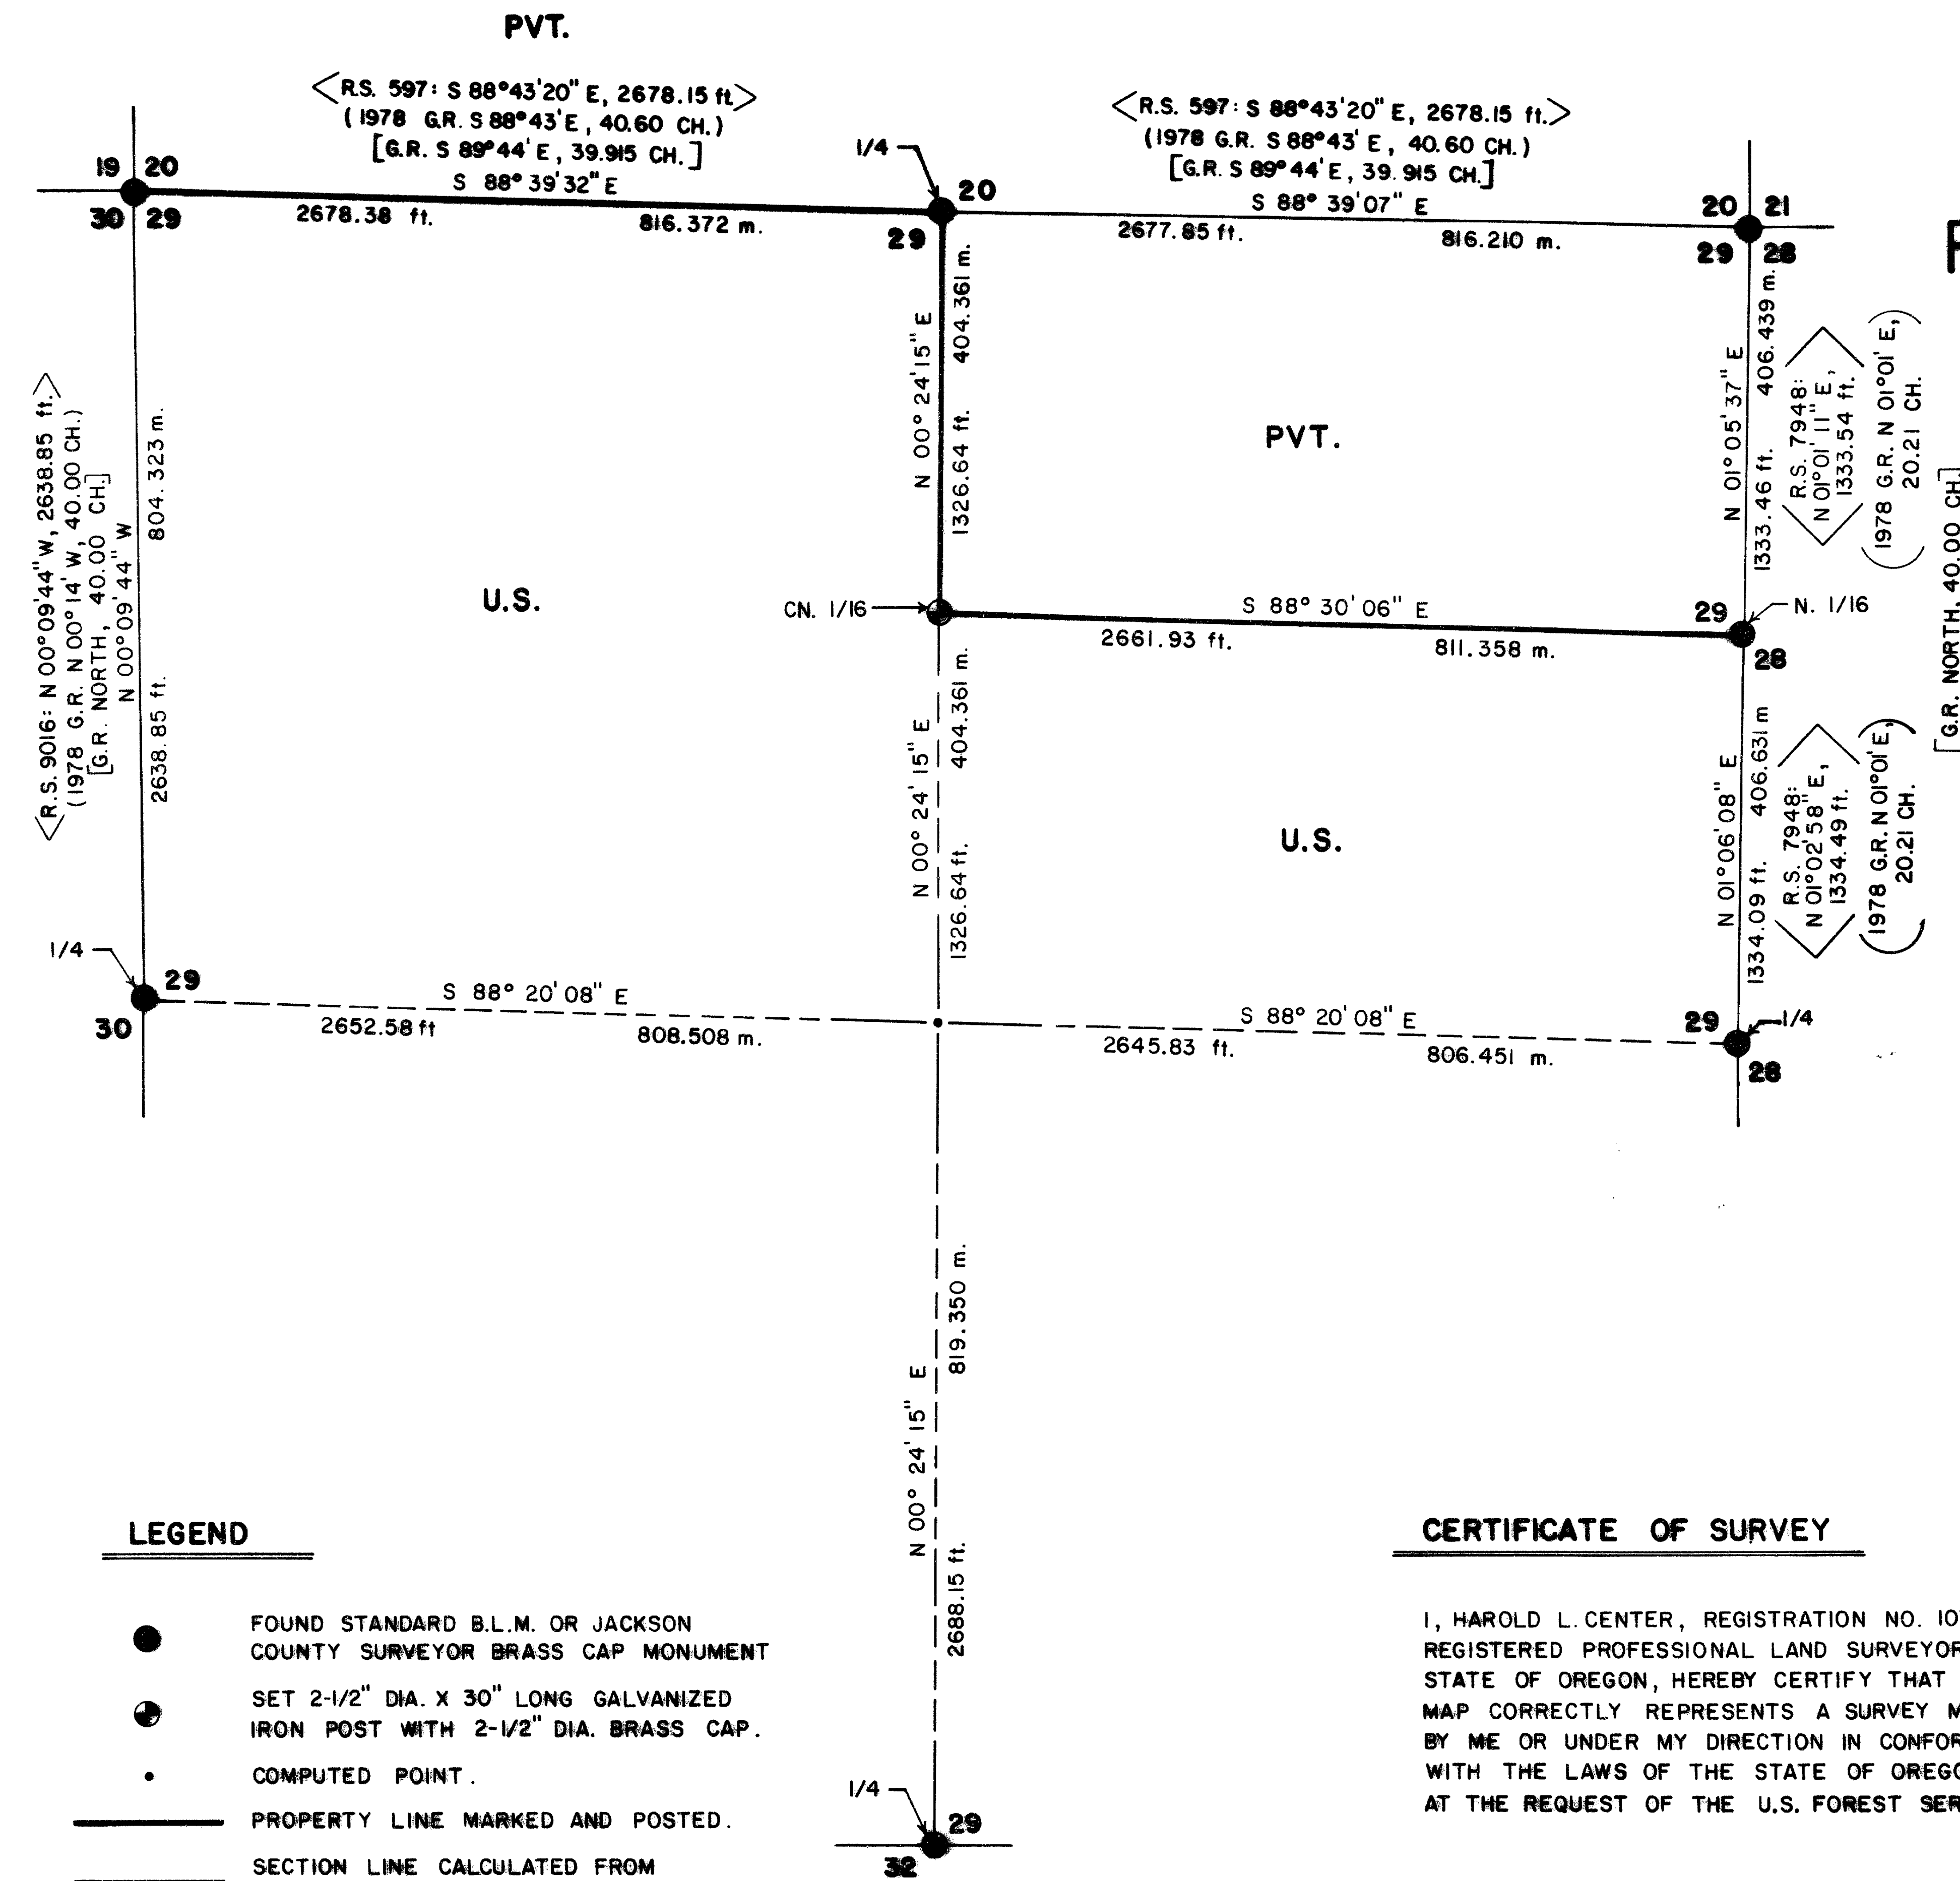 PVT.
<R.S. 597: S 88°43'20" E, 2678.15 ft>
(1978 G.R. S 88°43'E, 40.60 CH.)
[G.R. S 89°44' E, 39.915 CH.]
S 88° 39'32" E
2678.38 ft. 816.372 m.
<R.S. 597: S 88°43'20" E, 2678.15 ft.>
(1978 G.R. S 88°43' E, 40.60 CH.)
[G.R. S 89°44' E, 39.915 CH.]
S 88° 39'07" E
2677.85 ft. 816.210 m.
19 20
30 29
1/4
20
29
20 21
29 28
<R.S. 9016: N 00°09'44" W, 2638.85 ft.>
(1978 G.R. N 00°14' W, 40.00 CH.)
[G.R. NORTH, 40.00 CH.]
N 00°09'44" W
2638.85 ft. 804.323 m.
U.S.
N 00° 24'15" E
1326.64 ft. 404.361 m.
PVT.
N 01° 05' 37" E
1333.46 ft. 406.439 m.
R.S. 7948:
N 01°01' 11" E,
1333.54 ft.
1978 G.R. N 01°01' E,
20.21 CH.
[G.R. NORTH, 40.00 CH.]
CN. 1/16
S 88° 30' 06" E
2661.93 ft. 811.358 m.
29
N. 1/16
28
N 00° 24' 15" E
1326.64 ft. 404.361 m.
U.S.
N 01° 06' 08" E
1334.09 ft. 406.631 m
R.S. 7948:
N 01°02'58" E,
1334.49 ft.
1978 G.R. N 01°01' E,
20.21 CH.
1/4
29
30
S 88° 20' 08" E
2652.58 ft 808.508 m.
S 88° 20' 08" E
2645.83 ft. 806.451 m.
29
1/4
28
N 00° 24' 15" E
2688.15 ft. 819.350 m.
1/4
29
32
LEGEND
FOUND STANDARD B.L.M. OR JACKSON
COUNTY SURVEYOR BRASS CAP MONUMENT
SET 2-1/2" DIA. X 30" LONG GALVANIZED
IRON POST WITH 2-1/2" DIA. BRASS CAP.
COMPUTED POINT.
PROPERTY LINE MARKED AND POSTED.
SECTION LINE CALCULATED FROM
CERTIFICATE OF SURVEY
I, HAROLD L. CENTER, REGISTRATION NO. 10
REGISTERED PROFESSIONAL LAND SURVEYOR
STATE OF OREGON, HEREBY CERTIFY THAT
MAP CORRECTLY REPRESENTS A SURVEY M
BY ME OR UNDER MY DIRECTION IN CONFOR
WITH THE LAWS OF THE STATE OF OREGO
AT THE REQUEST OF THE U.S. FOREST SER